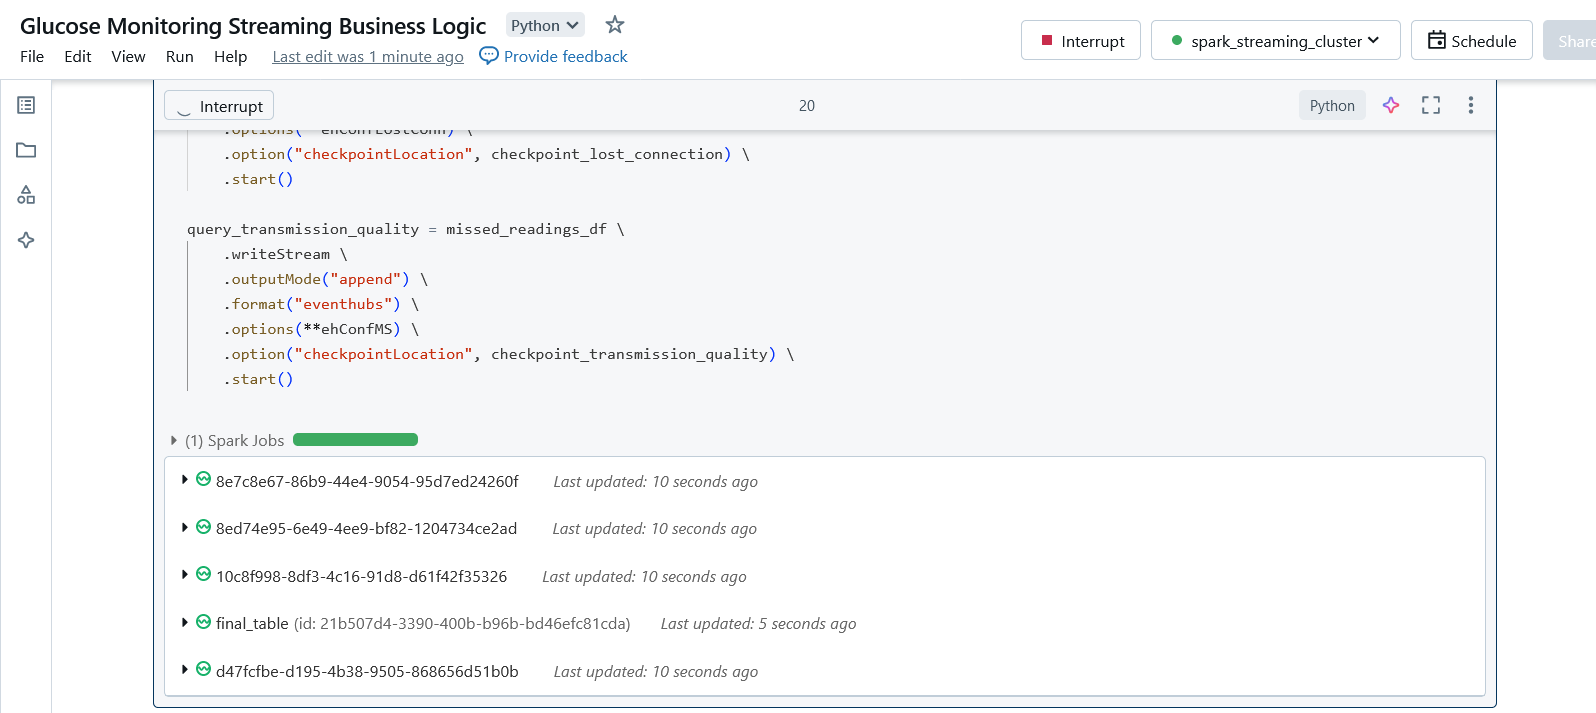 Glucose Monitoring Streaming Business Logic Python
Interrupt spark_streaming_cluster Schedule Share
File Edit View Run Help Last edit was 1 minute ago Provide feedback
Interrupt 20 Python
.options(**ehConfLostConn) \
.option("checkpointLocation", checkpoint_lost_connection) \
.start()
query_transmission_quality = missed_readings_df \
.writeStream \
.outputMode("append") \
.format("eventhubs") \
.options(**ehConfMS) \
.option("checkpointLocation", checkpoint_transmission_quality) \
.start()
(1) Spark Jobs
8e7c8e67-86b9-44e4-9054-95d7ed24260f Last updated: 10 seconds ago
8ed74e95-6e49-4ee9-bf82-1204734ce2ad Last updated: 10 seconds ago
10c8f998-8df3-4c16-91d8-d61f42f35326 Last updated: 10 seconds ago
final_table (id: 21b507d4-3390-400b-b96b-bd46efc81cda) Last updated: 5 seconds ago
d47fcfbe-d195-4b38-9505-868656d51b0b Last updated: 10 seconds ago